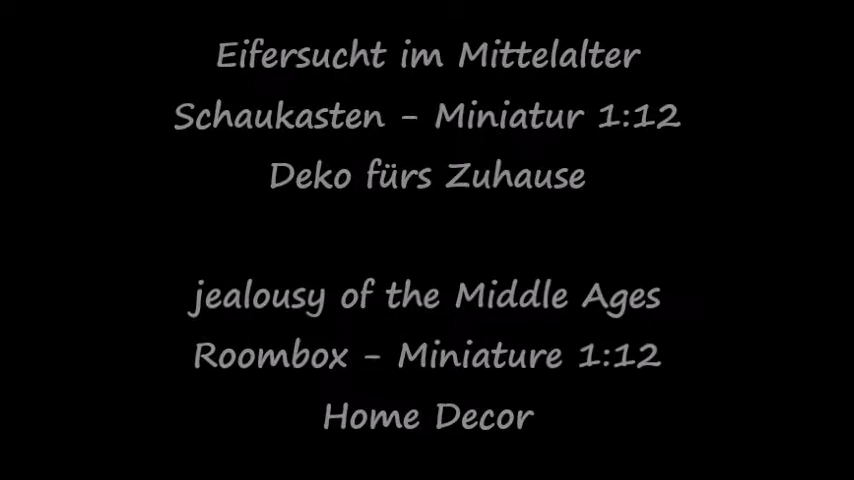 Eifersucht im Mittelalter
Schaukasten - Miniatur 1:12
Deko fürs Zuhause
jealousy of the Middle Ages
Roombox - Miniature 1:12
Home Decor